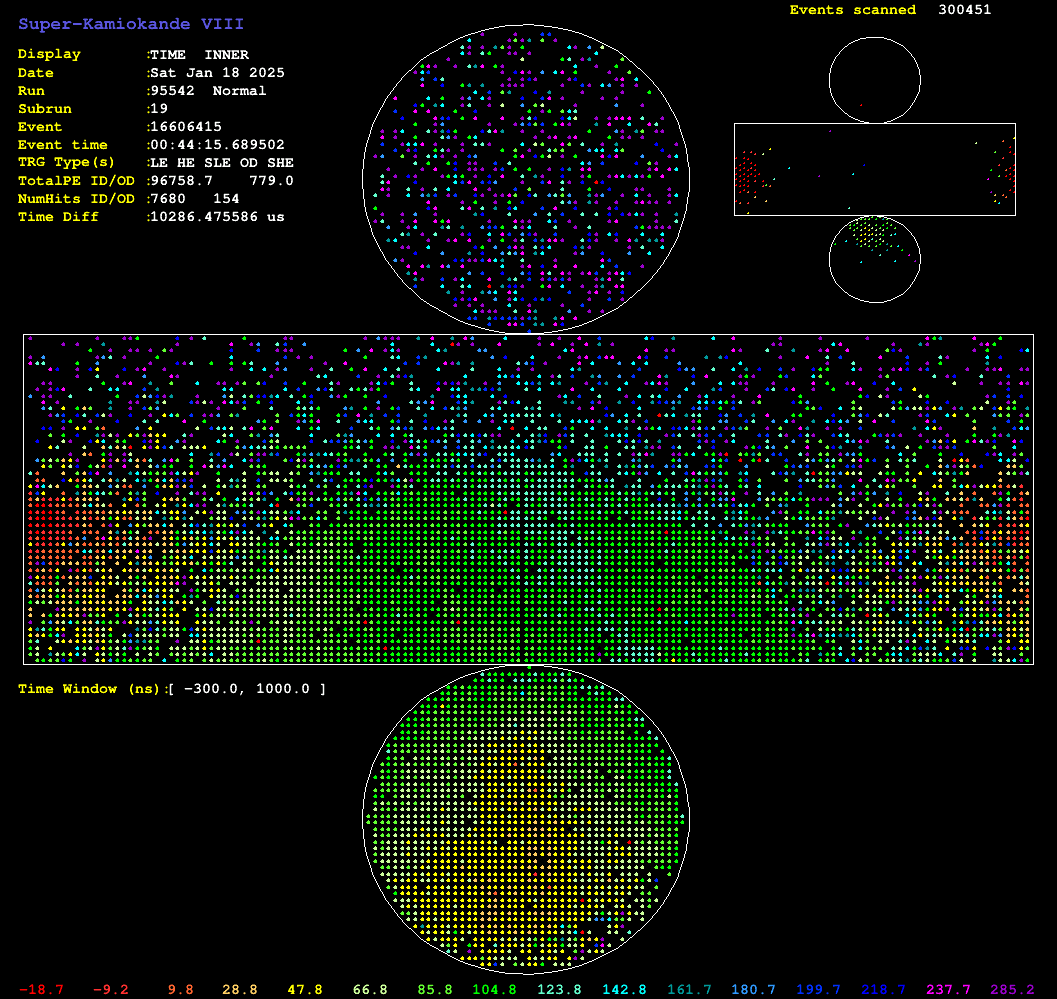 Super-Kamiokande VIII
Events scanned 300451
Display :TIME INNER
Date :Sat Jan 18 2025
Run :95542 Normal
Subrun :19
Event :16606415
Event time :00:44:15.689502
TRG Type(s) :LE HE SLE OD SHE
TotalPE ID/OD :96758.7 779.0
NumHits ID/OD :7680 154
Time Diff :10286.475586 us
Time Window (ns):[ -300.0, 1000.0 ]
-18.7 -9.2 9.8 28.8 47.8 66.8 85.8 104.8 123.8 142.8 161.7 180.7 199.7 218.7 237.7 285.2